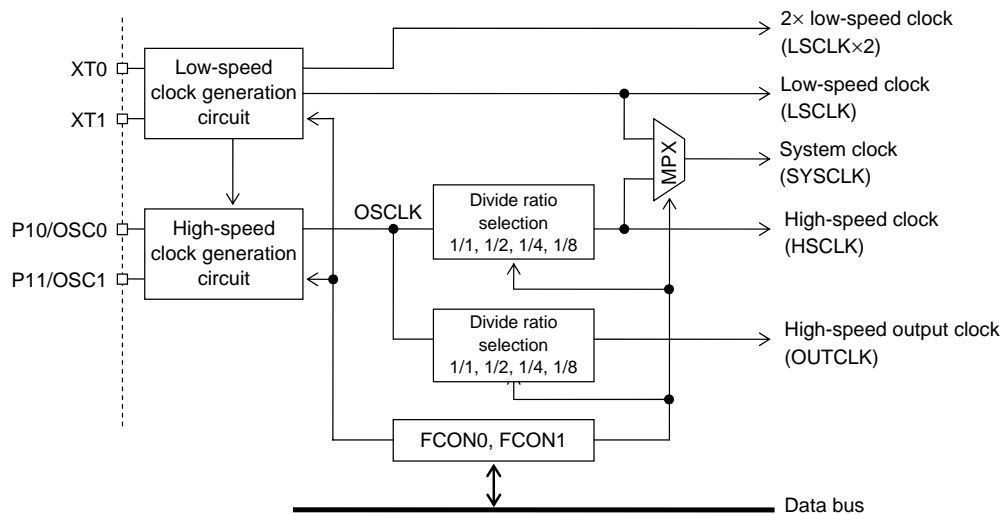 2× low-speed clock
(LSCLK×2)
XT0
XT1
Low-speed
clock generation
circuit
Low-speed clock
(LSCLK)
MPX
System clock
(SYSCLK)
P10/OSC0
P11/OSC1
High-speed
clock generation
circuit
OSCLK
Divide ratio
selection
1/1, 1/2, 1/4, 1/8
High-speed clock
(HSCLK)
Divide ratio
selection
1/1, 1/2, 1/4, 1/8
High-speed output clock
(OUTCLK)
FCON0, FCON1
Data bus